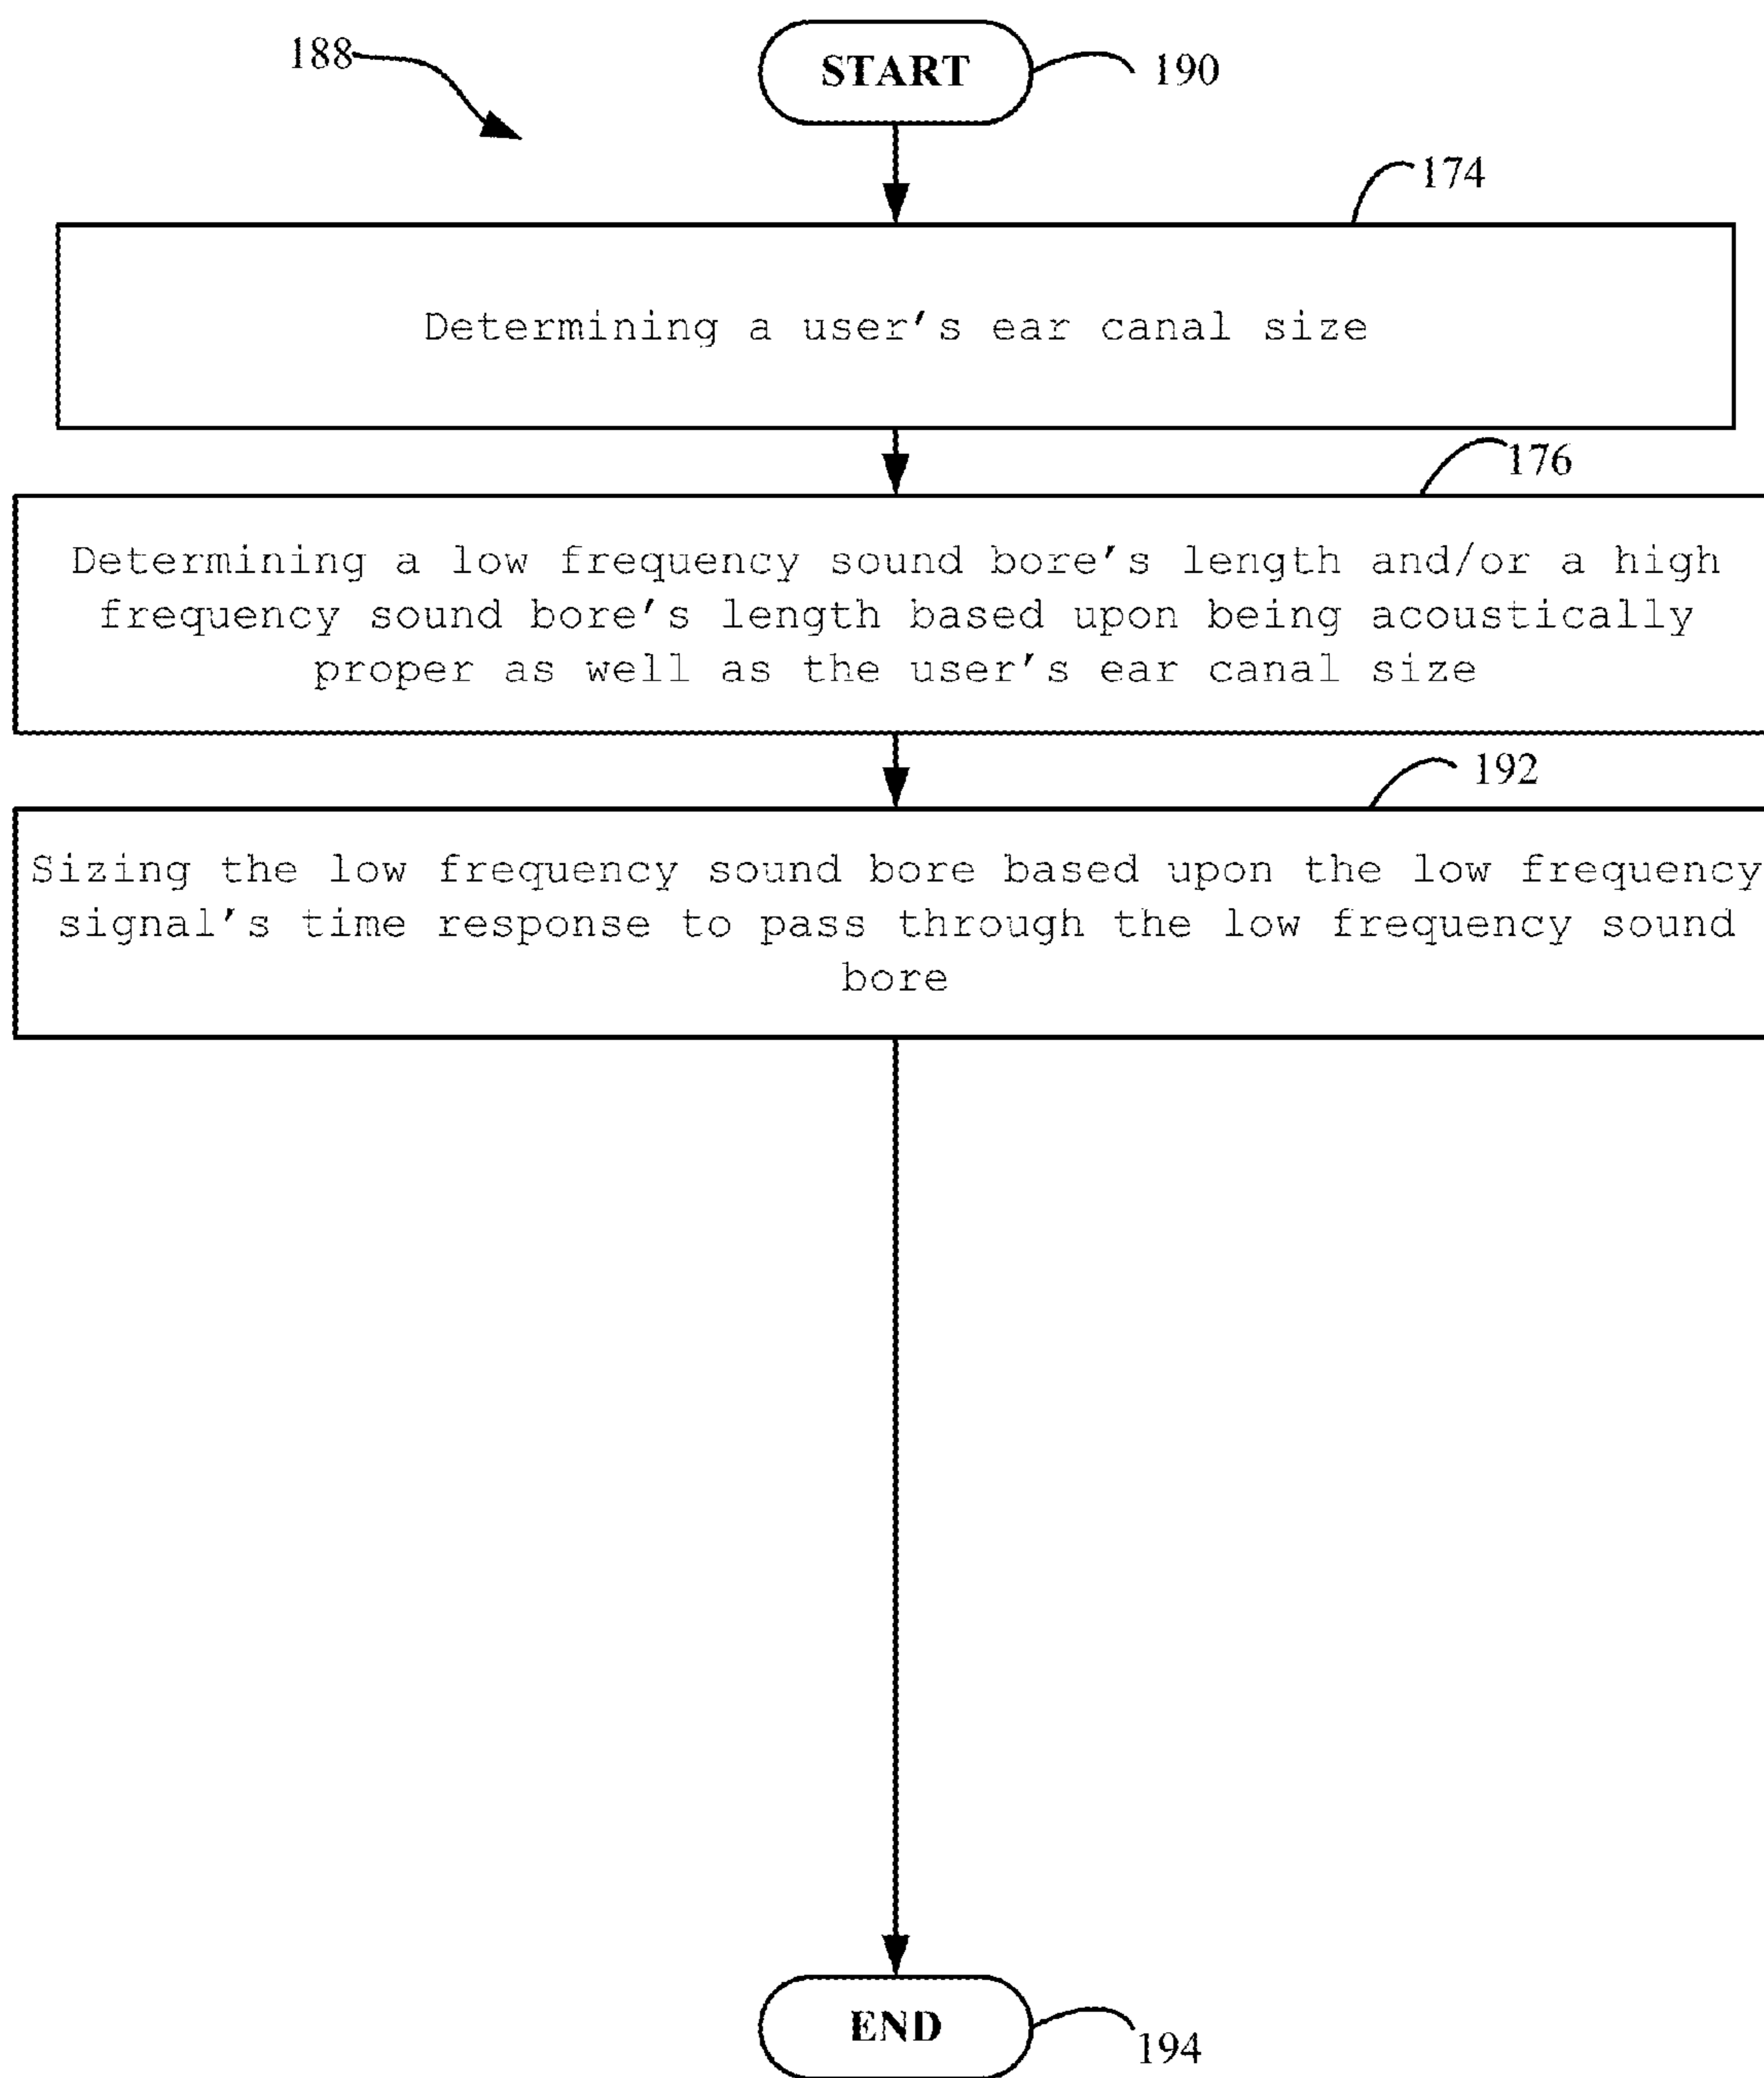 188
START
190
174
Determining a user's ear canal size
176
Determining a low frequency sound bore's length and/or a high
frequency sound bore's length based upon being acoustically
proper as well as the user's ear canal size
192
Sizing the low frequency sound bore based upon the low frequency
signal's time response to pass through the low frequency sound
bore
END
194